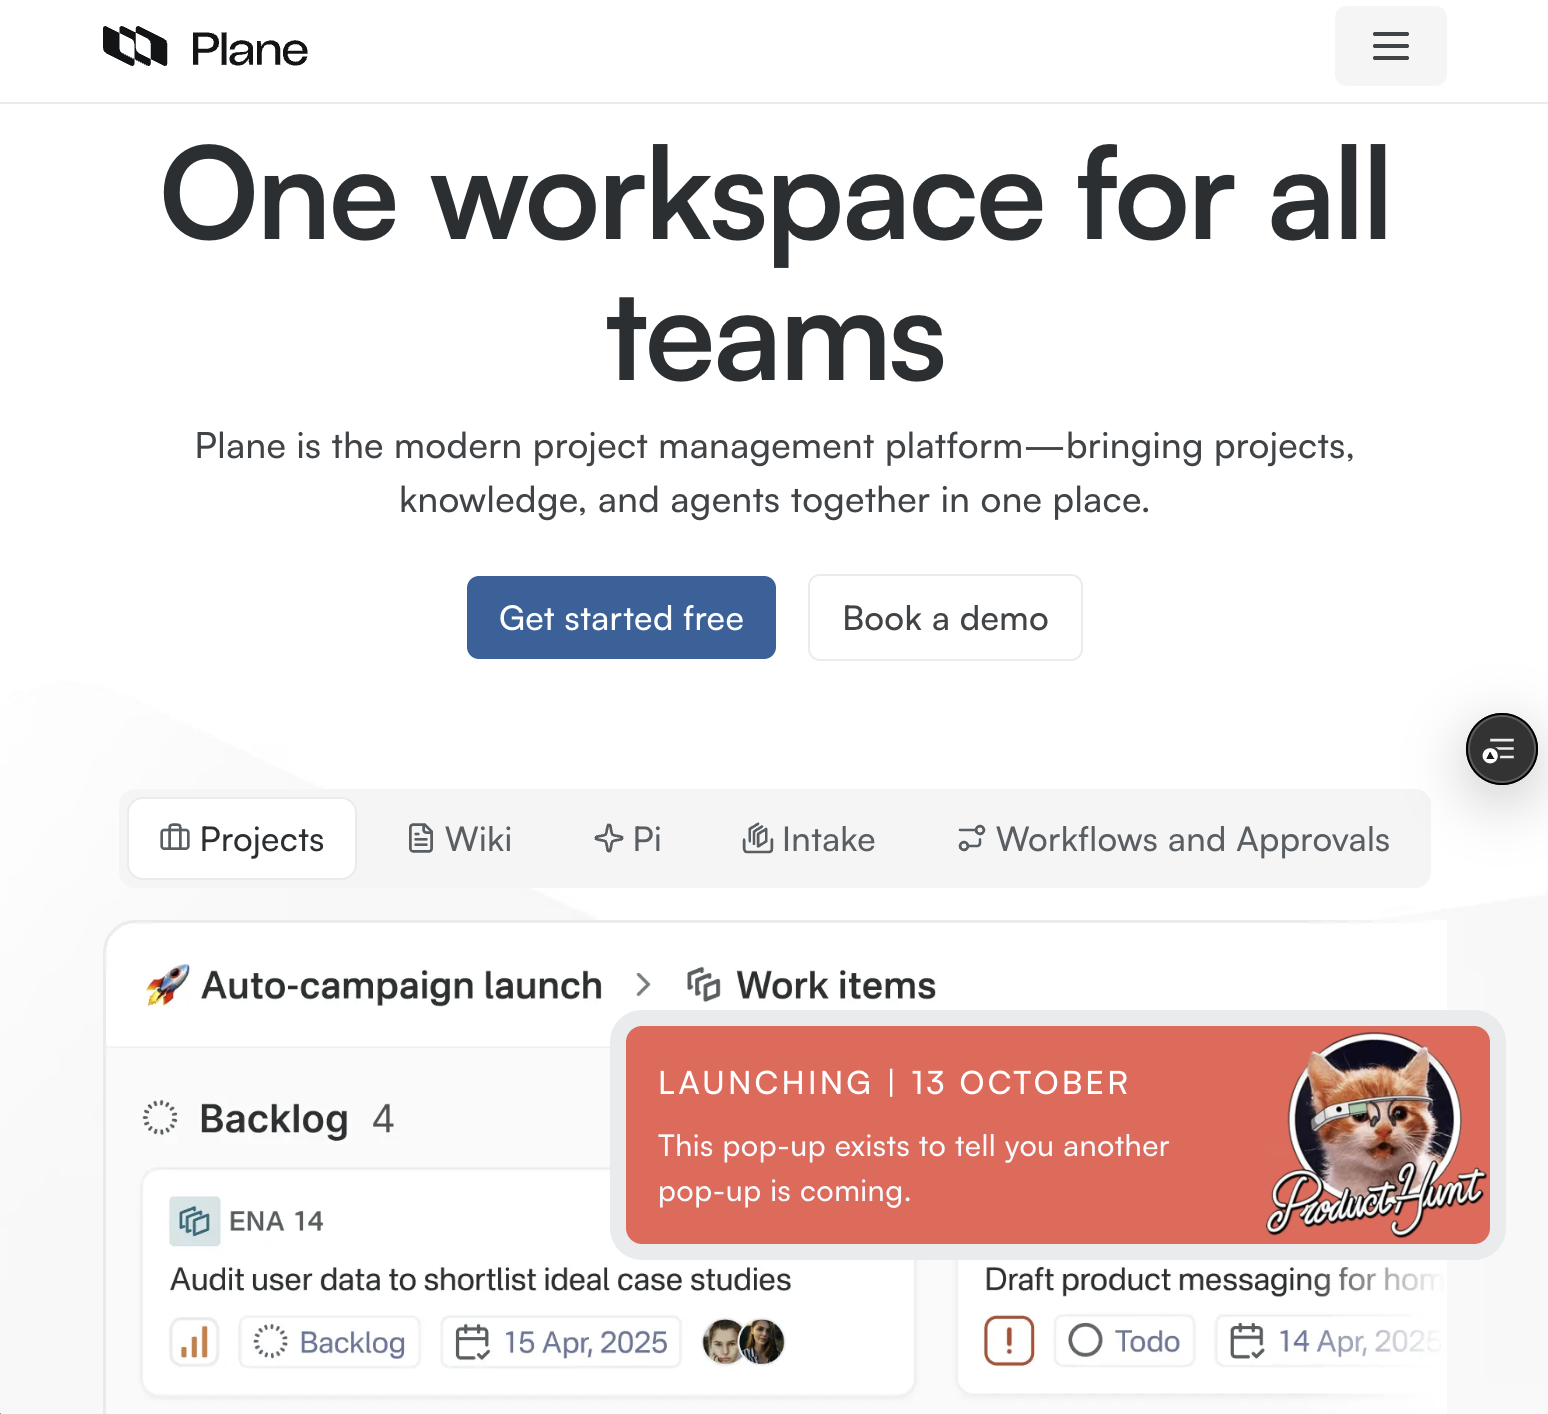 Plane
One workspace for all
teams
Plane is the modern project management platform—bringing projects,
knowledge, and agents together in one place.
Get started free
Book a demo
Projects
Wiki
Pi
Intake
Workflows and Approvals
Auto-campaign launch > Work items
LAUNCHING | 13 OCTOBER
This pop-up exists to tell you another
pop-up is coming.
Product Hunt
Backlog 4
ENA 14
Audit user data to shortlist ideal case studies
Backlog
15 Apr, 2025
Draft product messaging for hom
Todo
14 Apr, 2025